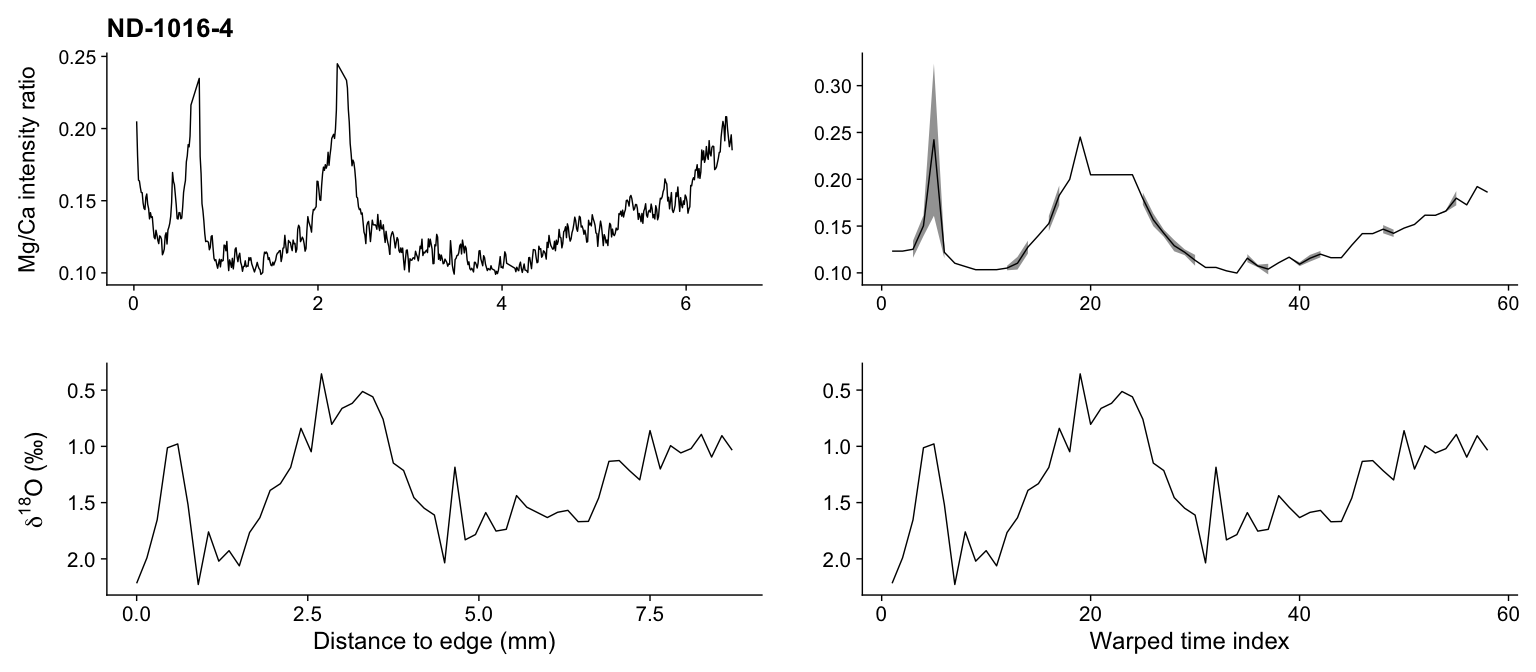 ND-1016-4
Mg/Ca intensity ratio
0.25
0.20
0.15
0.10
0 2 4 6
0.30
0.25
0.20
0.15
0.10
0 20 40 60
δ18O (‰)
0.5
1.0
1.5
2.0
0.0 2.5 5.0 7.5
Distance to edge (mm)
0.5
1.0
1.5
2.0
0 20 40 60
Warped time index